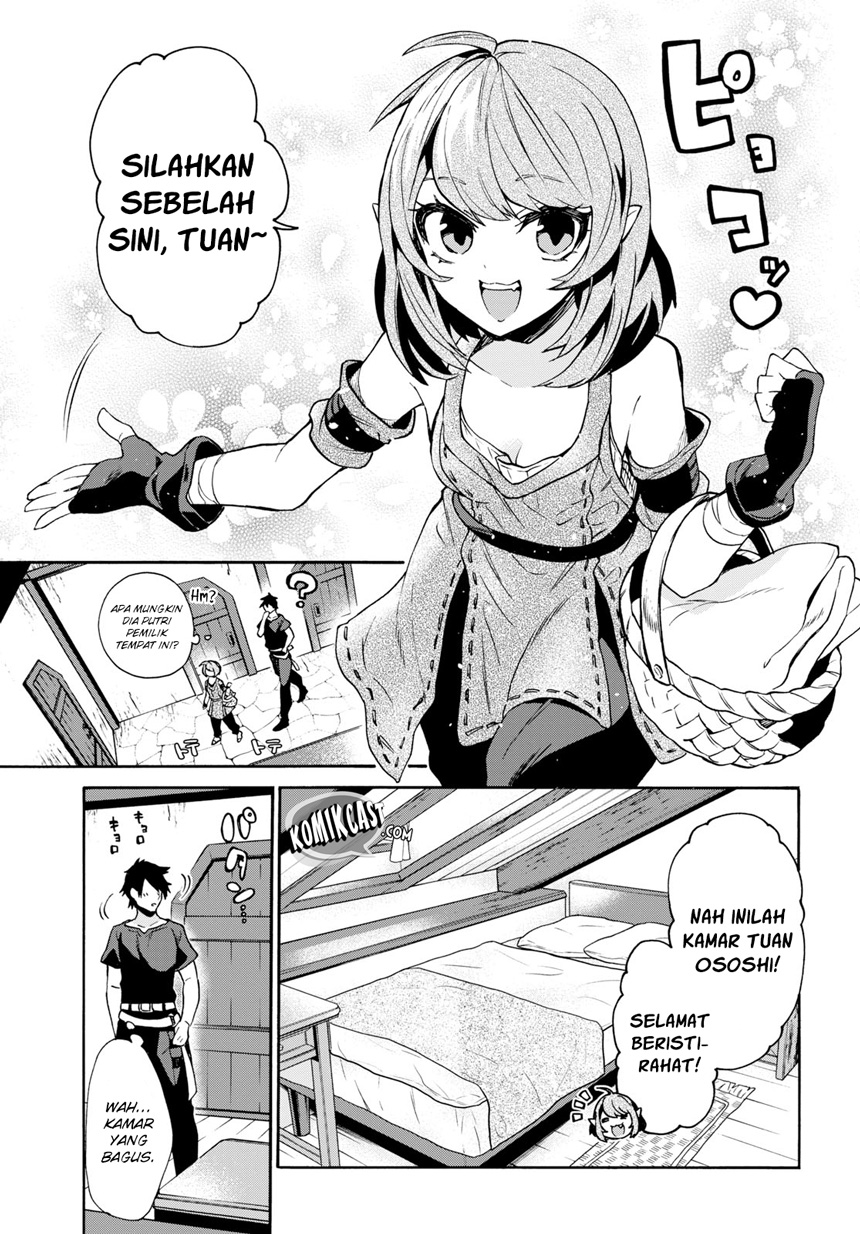 ピョコッ♡
SILAHKAN
SEBELAH
SINI, TUAN~
?
Hm?
APA MUNGKIN
DIA PUTRI
PEMILIK
TEMPAT INI?
トテ
トテ
KOMIKCAST
.COM
NAH INILAH
KAMAR TUAN
OSOSHI!
SELAMAT
BERISTI-
RAHAT!
パタン
キョロ
キョロ
WAH...
KAMAR
YANG
BAGUS.